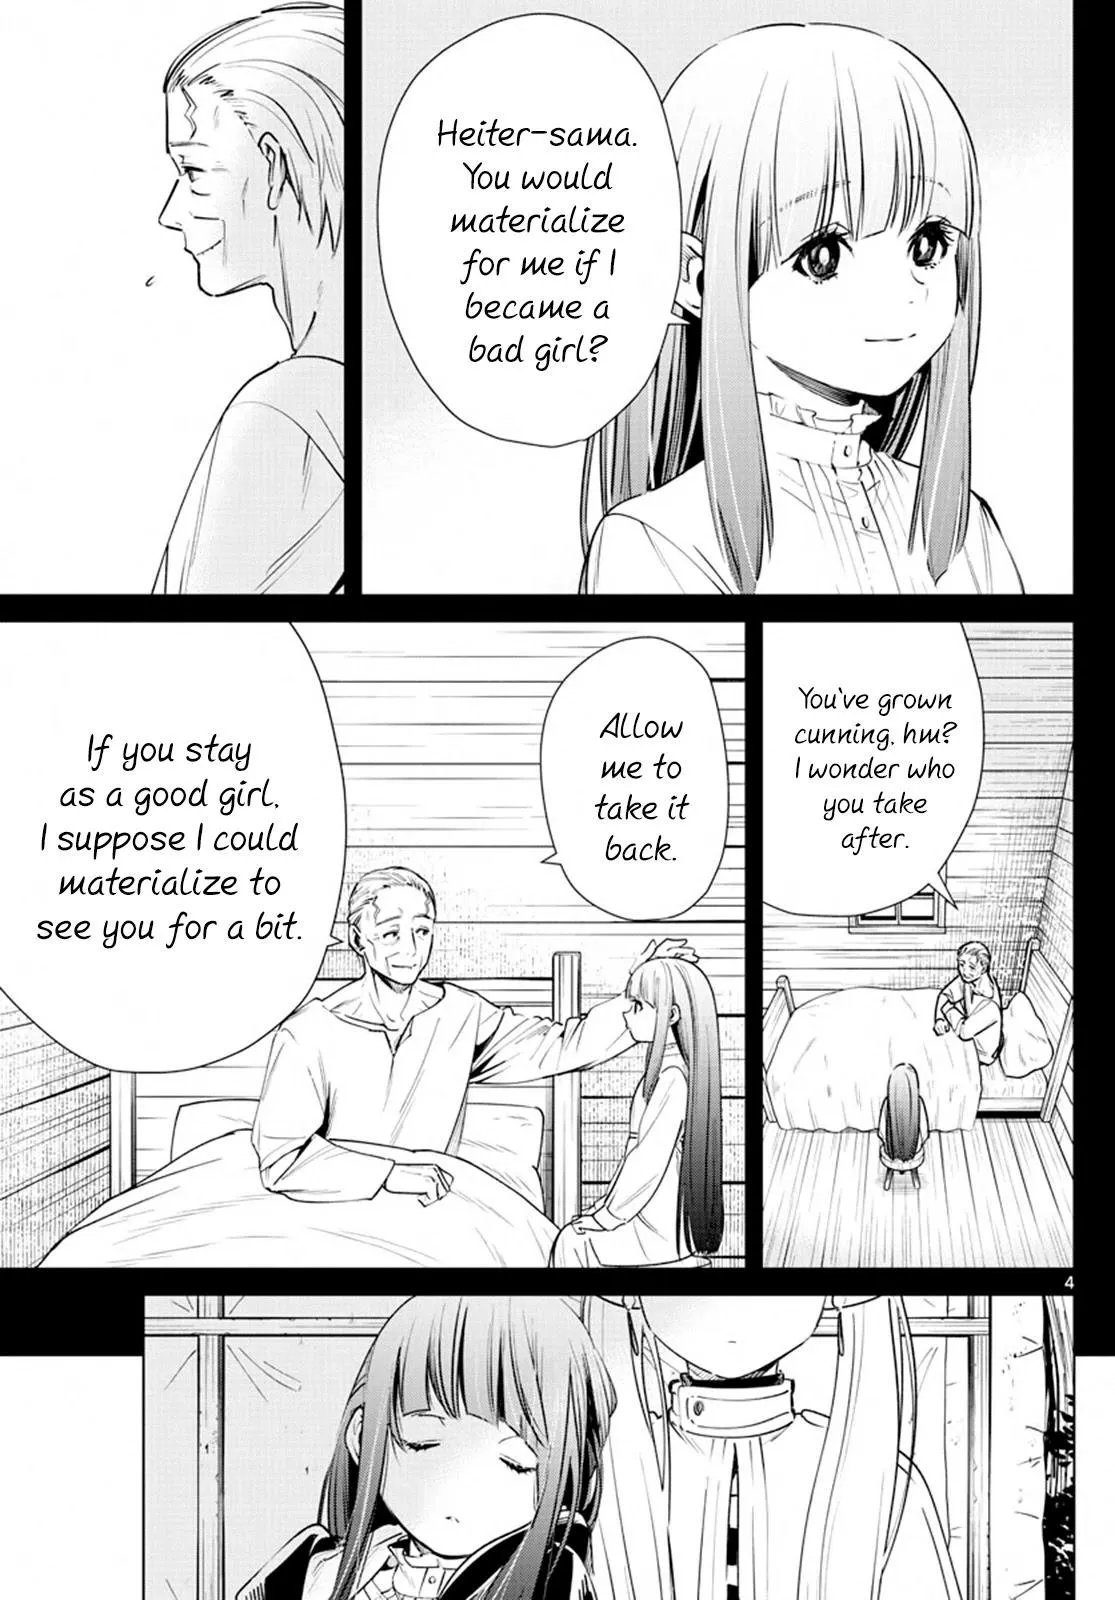 Heiter-sama.
You would
materialize
for me if I
became a
bad girl?
You've grown
cunning, hm?
I wonder who
you take
after.
Allow
me to
take it
back.
If you stay
as a good girl,
I suppose I could
materialize to
see you for a bit.
4